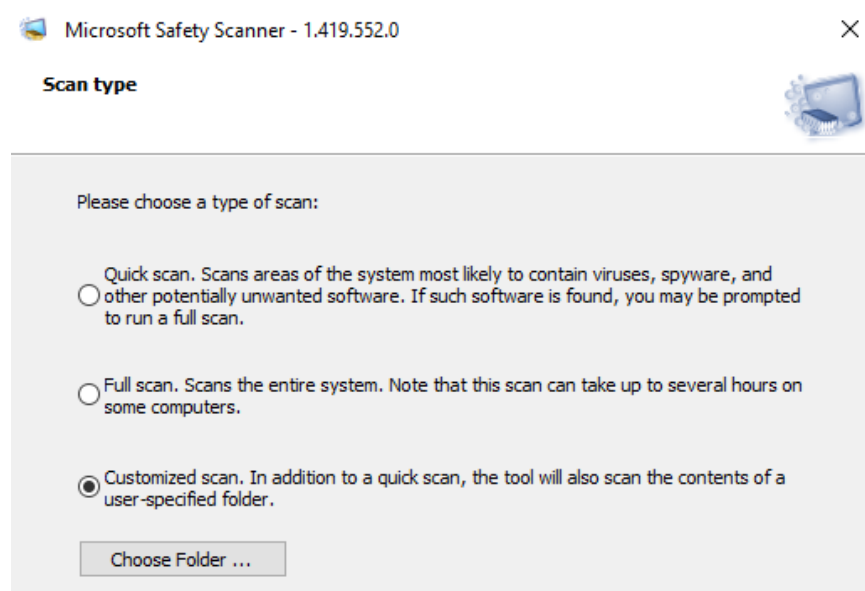 Microsoft Safety Scanner - 1.419.552.0
Scan type
Please choose a type of scan:
Quick scan. Scans areas of the system most likely to contain viruses, spyware, and
other potentially unwanted software. If such software is found, you may be prompted
to run a full scan.
Full scan. Scans the entire system. Note that this scan can take up to several hours on
some computers.
Customized scan. In addition to a quick scan, the tool will also scan the contents of a
user-specified folder.
Choose Folder ...